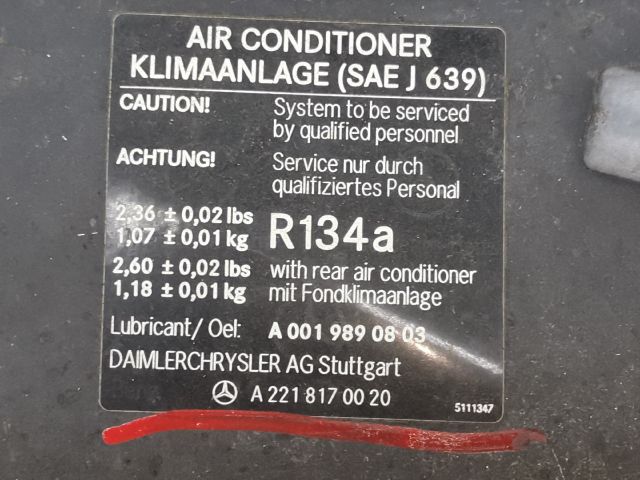 AIR CONDITIONER
KLIMAANLAGE (SAE J 639)
CAUTION! System to be serviced
by qualified personnel
ACHTUNG! Service nur durch
qualifiziertes Personal
2,36 ± 0,02 lbs R134a
1,07 ± 0,01 kg
2,60 ± 0,02 lbs with rear air conditioner
1,18 ± 0,01 kg mit Fondklimaanlage
Lubricant/ Oel: A 001 989 08 03
DAIMLERCHRYSLER AG Stuttgart
A 221 817 00 20
5111347